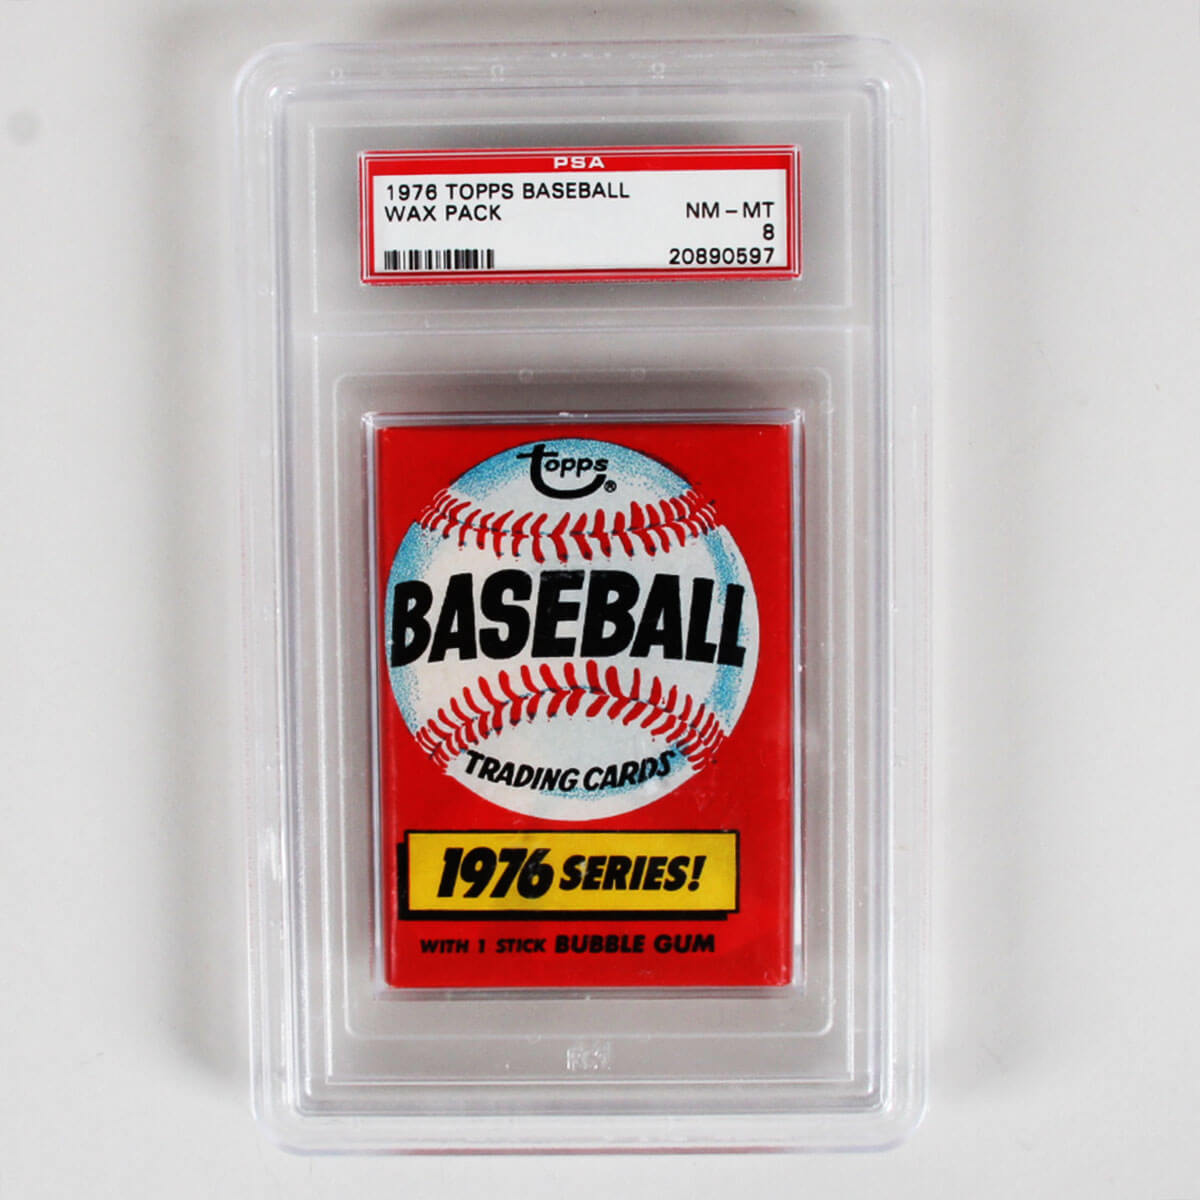 PSA
1976 TOPPS BASEBALL
WAX PACK
NM - MT
8
20890597
topps®
BASEBALL
TRADING CARDS
1976 SERIES!
WITH 1 STICK BUBBLE GUM